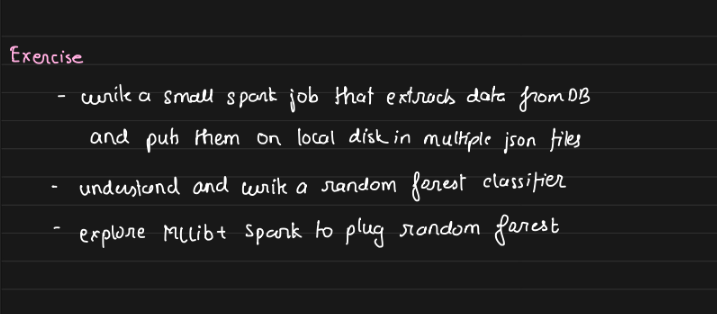 Exercise
- write a small spark job that extracts data from DB
and puts them on local disk in multiple json files
- understand and write a random forest classifier
- explore MLlib + Spark to plug random forest